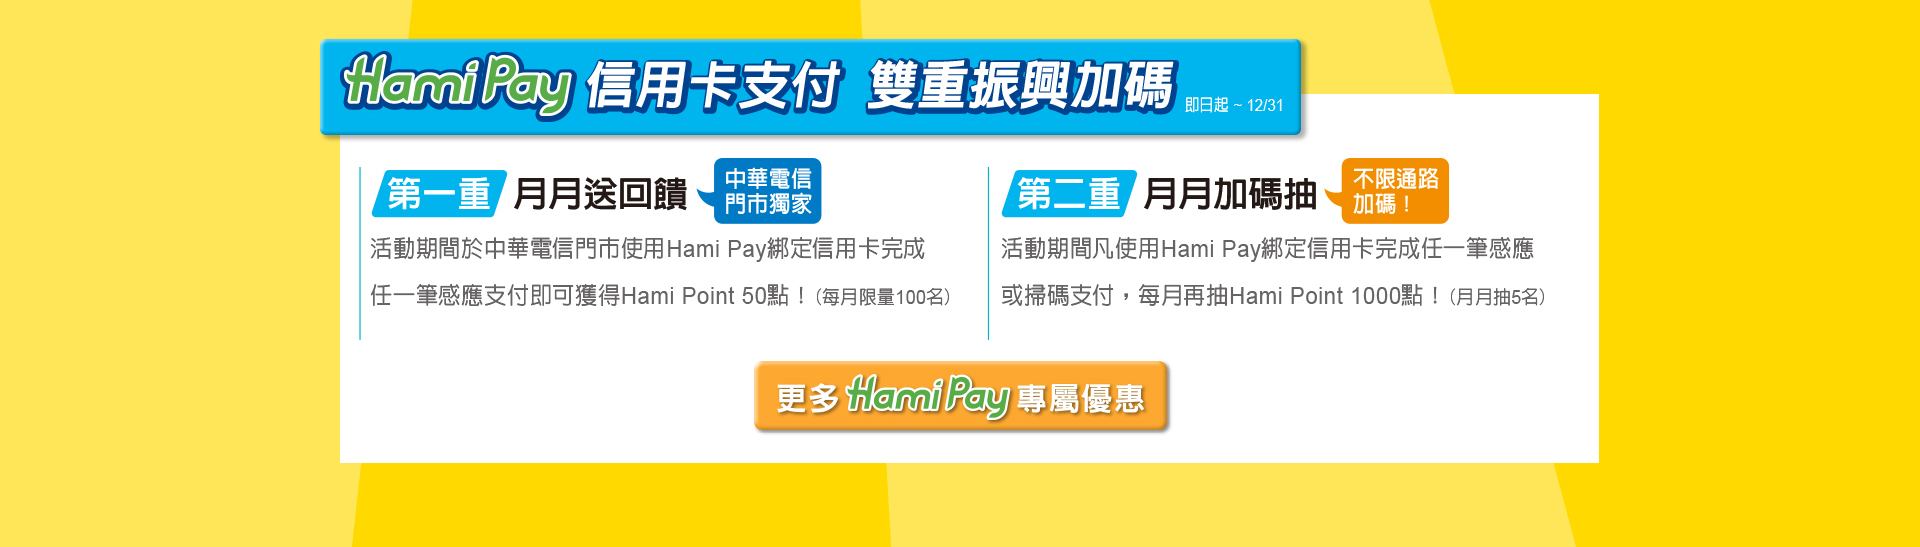 Hami Pay 信用卡支付 雙重振興加碼 即日起 ~ 12/31
第一重 月月送回饋
中華電信
門市獨家
活動期間於中華電信門市使用Hami Pay綁定信用卡完成
任一筆感應支付即可獲得Hami Point 50點！（每月限量100名）
第二重 月月加碼抽
不限通路
加碼！
活動期間凡使用Hami Pay綁定信用卡完成任一筆感應
或掃碼支付，每月再抽Hami Point 1000點！（月月抽5名）
更多 Hami Pay 專屬優惠